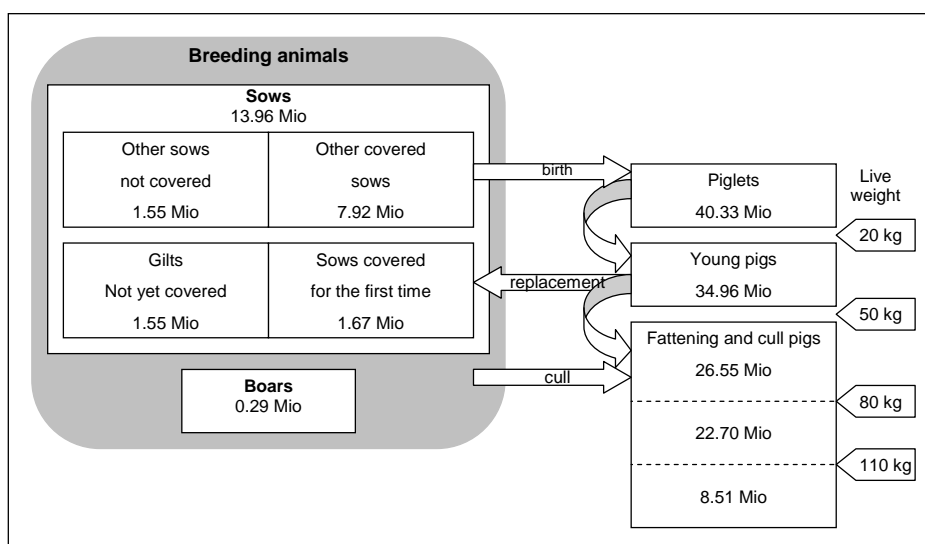 Breeding animals
Sows
13.96 Mio
Other sows
not covered
1.55 Mio
Other covered
sows
7.92 Mio
Gilts
Not yet covered
1.55 Mio
Sows covered
for the first time
1.67 Mio
Boars
0.29 Mio
birth
replacement
cull
Piglets
40.33 Mio
Young pigs
34.96 Mio
Fattening and cull pigs
26.55 Mio
22.70 Mio
8.51 Mio
Live
weight
20 kg
50 kg
80 kg
110 kg